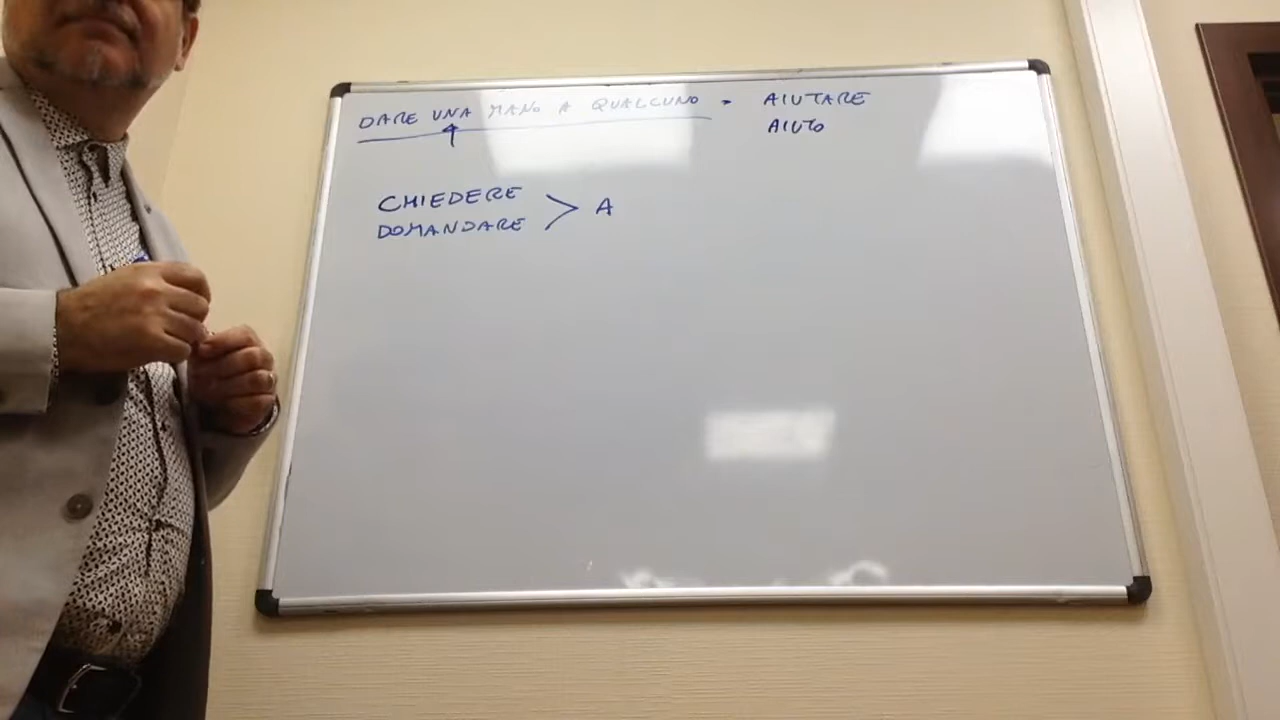 DARE UNA MANO A QUALCUNO = AIUTARE
AIUTO
CHIEDERE
DOMANDARE > A